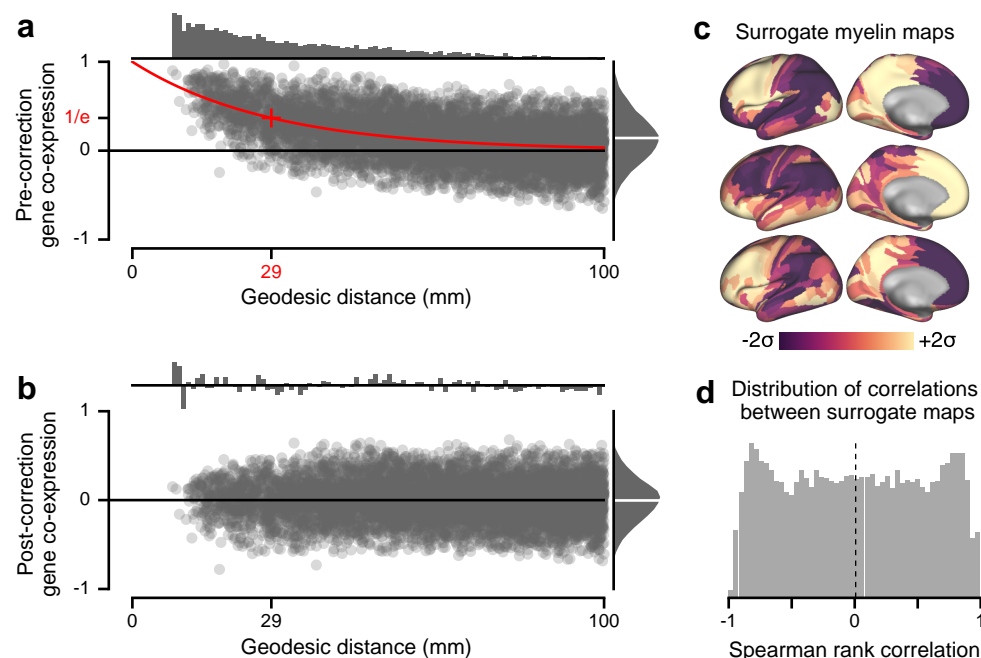 a
Pre-correction
gene co-expression
1
1/e
0
-1
0
29
100
Geodesic distance (mm)
b
Post-correction
gene co-expression
1
0
-1
0
29
100
Geodesic distance (mm)
c
Surrogate myelin maps
-2σ
+2σ
d
Distribution of correlations
between surrogate maps
-1
0
1
Spearman rank correlation